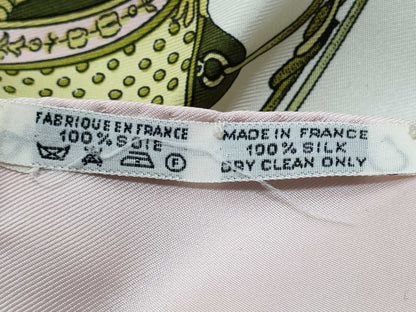 FABRIQUE EN FRANCE
100% SOIE
F
MADE IN FRANCE
100% SILK
DRY CLEAN ONLY